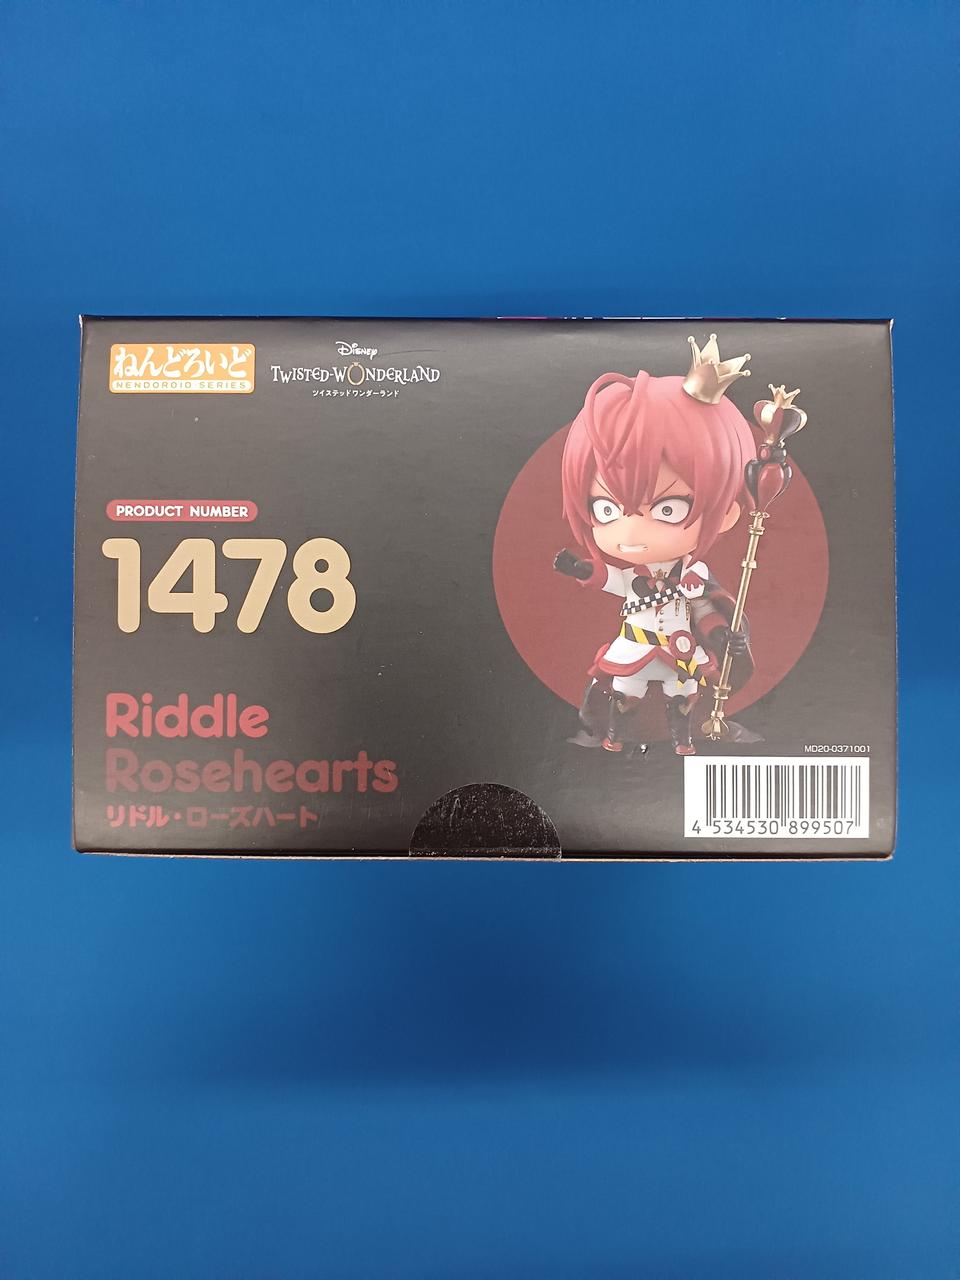 ねんどろいど
NENDOROID SERIES
Disney
TWISTED-WONDERLAND
ツイステッドワンダーランド
PRODUCT NUMBER
1478
Riddle
Rosehearts
リドル・ローズハート
MD20-0371001
4 534530 899507